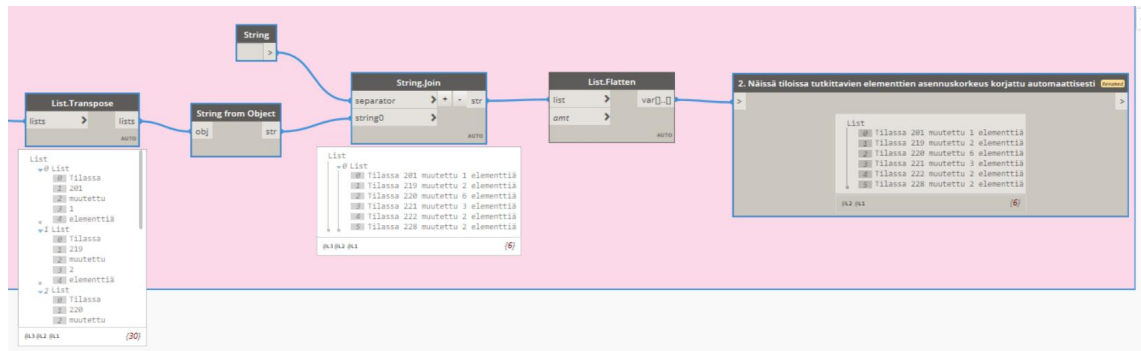 String
>
List.Transpose
lists > lists
AUTO
List
0 List
0 Tilassa
1 201
2 muutettu
3 1
4 elementtiä
1 List
0 Tilassa
1 219
2 muutettu
3 2
4 elementtiä
2 List
0 Tilassa
1 220
2 muutettu
@L3 @L2 @L1 {30}
String from Object
obj str
String.Join
separator > + - str
string0 >
AUTO
List
0 List
0 Tilassa 201 muutettu 1 elementtiä
1 Tilassa 219 muutettu 2 elementtiä
2 Tilassa 220 muutettu 6 elementtiä
3 Tilassa 221 muutettu 3 elementtiä
4 Tilassa 222 muutettu 2 elementtiä
5 Tilassa 228 muutettu 2 elementtiä
@L3 @L2 @L1 {6}
List.Flatten
list > var[]..[]
amt >
AUTO
2. Näissä tiloissa tutkittavien elementtien asennuskorkeus korjattu automaattisesti Renamed
> >
List
0 Tilassa 201 muutettu 1 elementtiä
1 Tilassa 219 muutettu 2 elementtiä
2 Tilassa 220 muutettu 6 elementtiä
3 Tilassa 221 muutettu 3 elementtiä
4 Tilassa 222 muutettu 2 elementtiä
5 Tilassa 228 muutettu 2 elementtiä
@L2 @L1 {6}